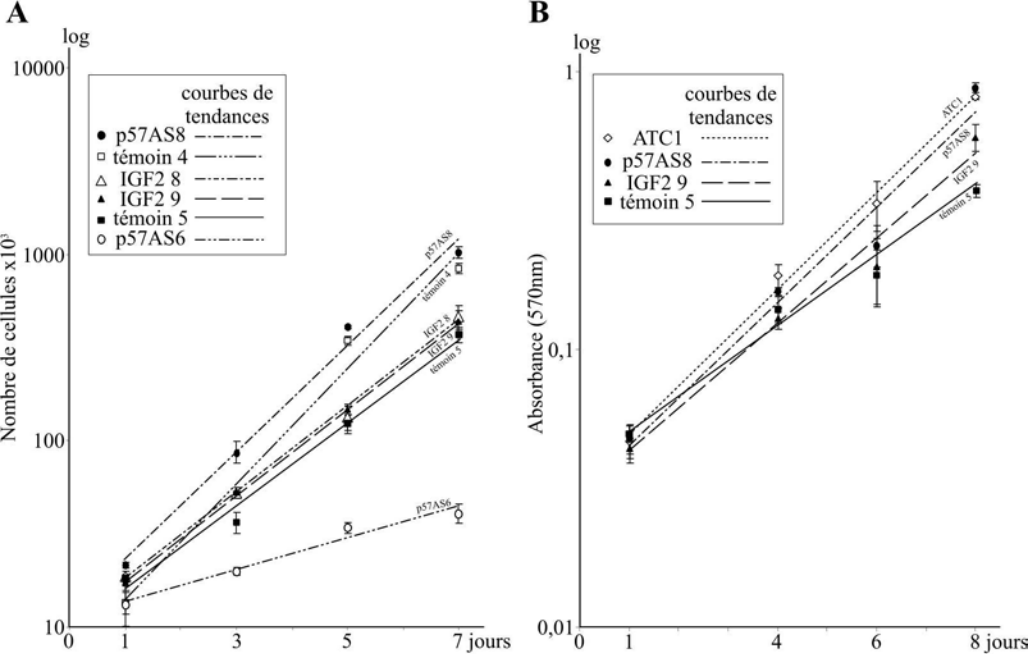 A
log
10000
1000
100
10
0
1
3
5
7 jours
Nombre de cellules x10³
courbes de
tendances
p57AS8
témoin 4
IGF2 8
IGF2 9
témoin 5
p57AS6
p57AS8
témoin 4
IGF2 8
IGF2 9
témoin 5
p57AS6
B
log
1
0,1
0,01
0
1
4
6
8 jours
Absorbance (570nm)
courbes de
tendances
ATC1
p57AS8
IGF2 9
témoin 5
ATC1
p57AS8
IGF2 9
témoin 5